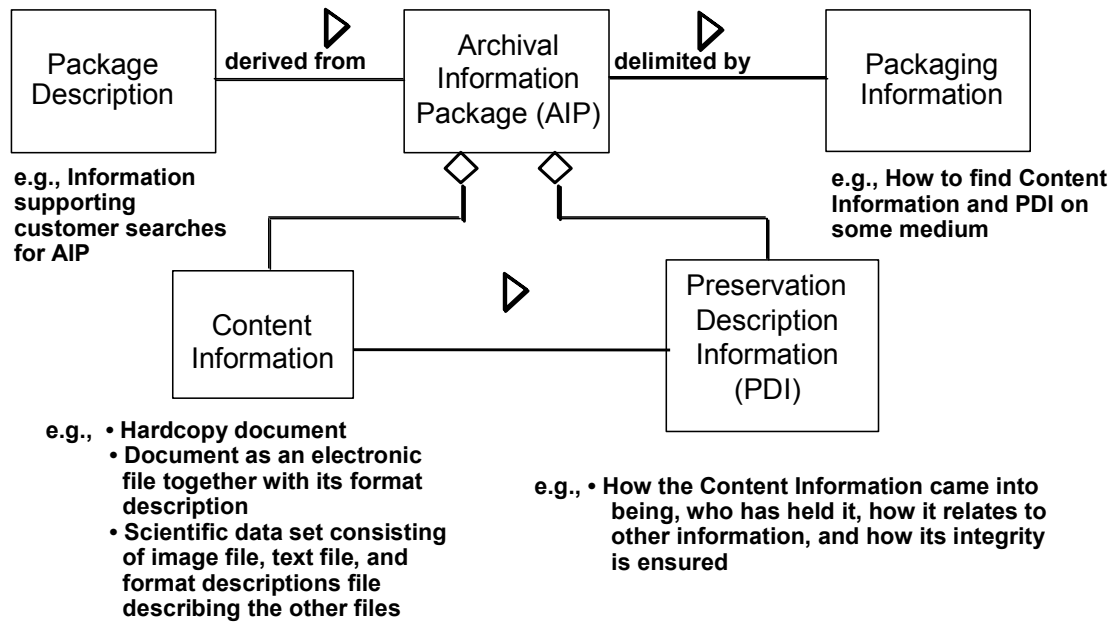 Package
Description
derived from
Archival
Information
Package (AIP)
delimited by
Packaging
Information
e.g., Information
supporting
customer searches
for AIP
e.g., How to find Content
Information and PDI on
some medium
Content
Information
Preservation
Description
Information
(PDI)
e.g., • Hardcopy document
• Document as an electronic
file together with its format
description
• Scientific data set consisting
of image file, text file, and
format descriptions file
describing the other files
e.g., • How the Content Information came into
being, who has held it, how it relates to
other information, and how its integrity
is ensured